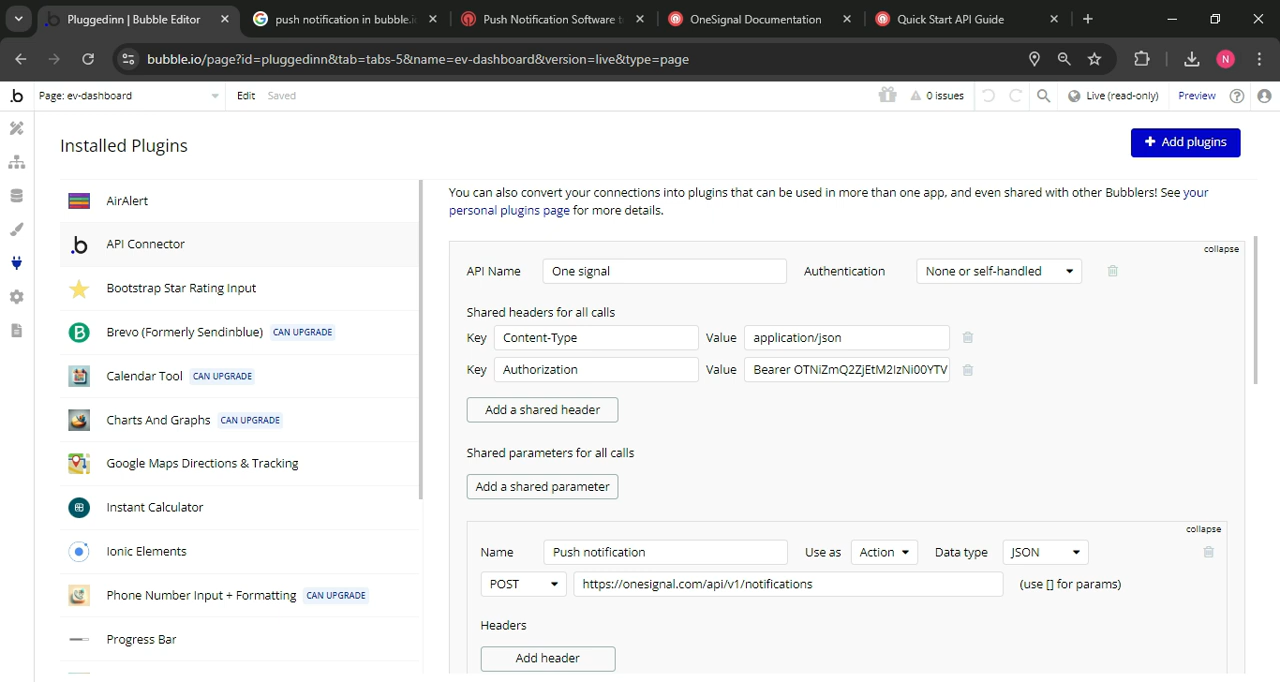 Pluggedinn | Bubble Editor
push notification in bubble.i
Push Notification Software t
OneSignal Documentation
Quick Start API Guide
bubble.io/page?id=pluggedinn&tab=tabs-5&name=ev-dashboard&version=live&type=page
N
.b Page: ev-dashboard Edit Saved 0 issues Live (read-only) Preview
Installed Plugins
+ Add plugins
AirAlert
.b API Connector
Bootstrap Star Rating Input
B Brevo (Formerly Sendinblue) CAN UPGRADE
Calendar Tool CAN UPGRADE
Charts And Graphs CAN UPGRADE
Google Maps Directions & Tracking
Instant Calculator
Ionic Elements
Phone Number Input + Formatting CAN UPGRADE
Progress Bar
You can also convert your connections into plugins that can be used in more than one app, and even shared with other Bubblers! See your
personal plugins page for more details.
collapse
API Name One signal Authentication None or self-handled
Shared headers for all calls
Key Content-Type Value application/json
Key Authorization Value Bearer OTNiZmQ2ZjEtM2IzNi00YTV
Add a shared header
Shared parameters for all calls
Add a shared parameter
collapse
Name Push notification Use as Action Data type JSON
POST https://onesignal.com/api/v1/notifications (use [] for params)
Headers
Add header